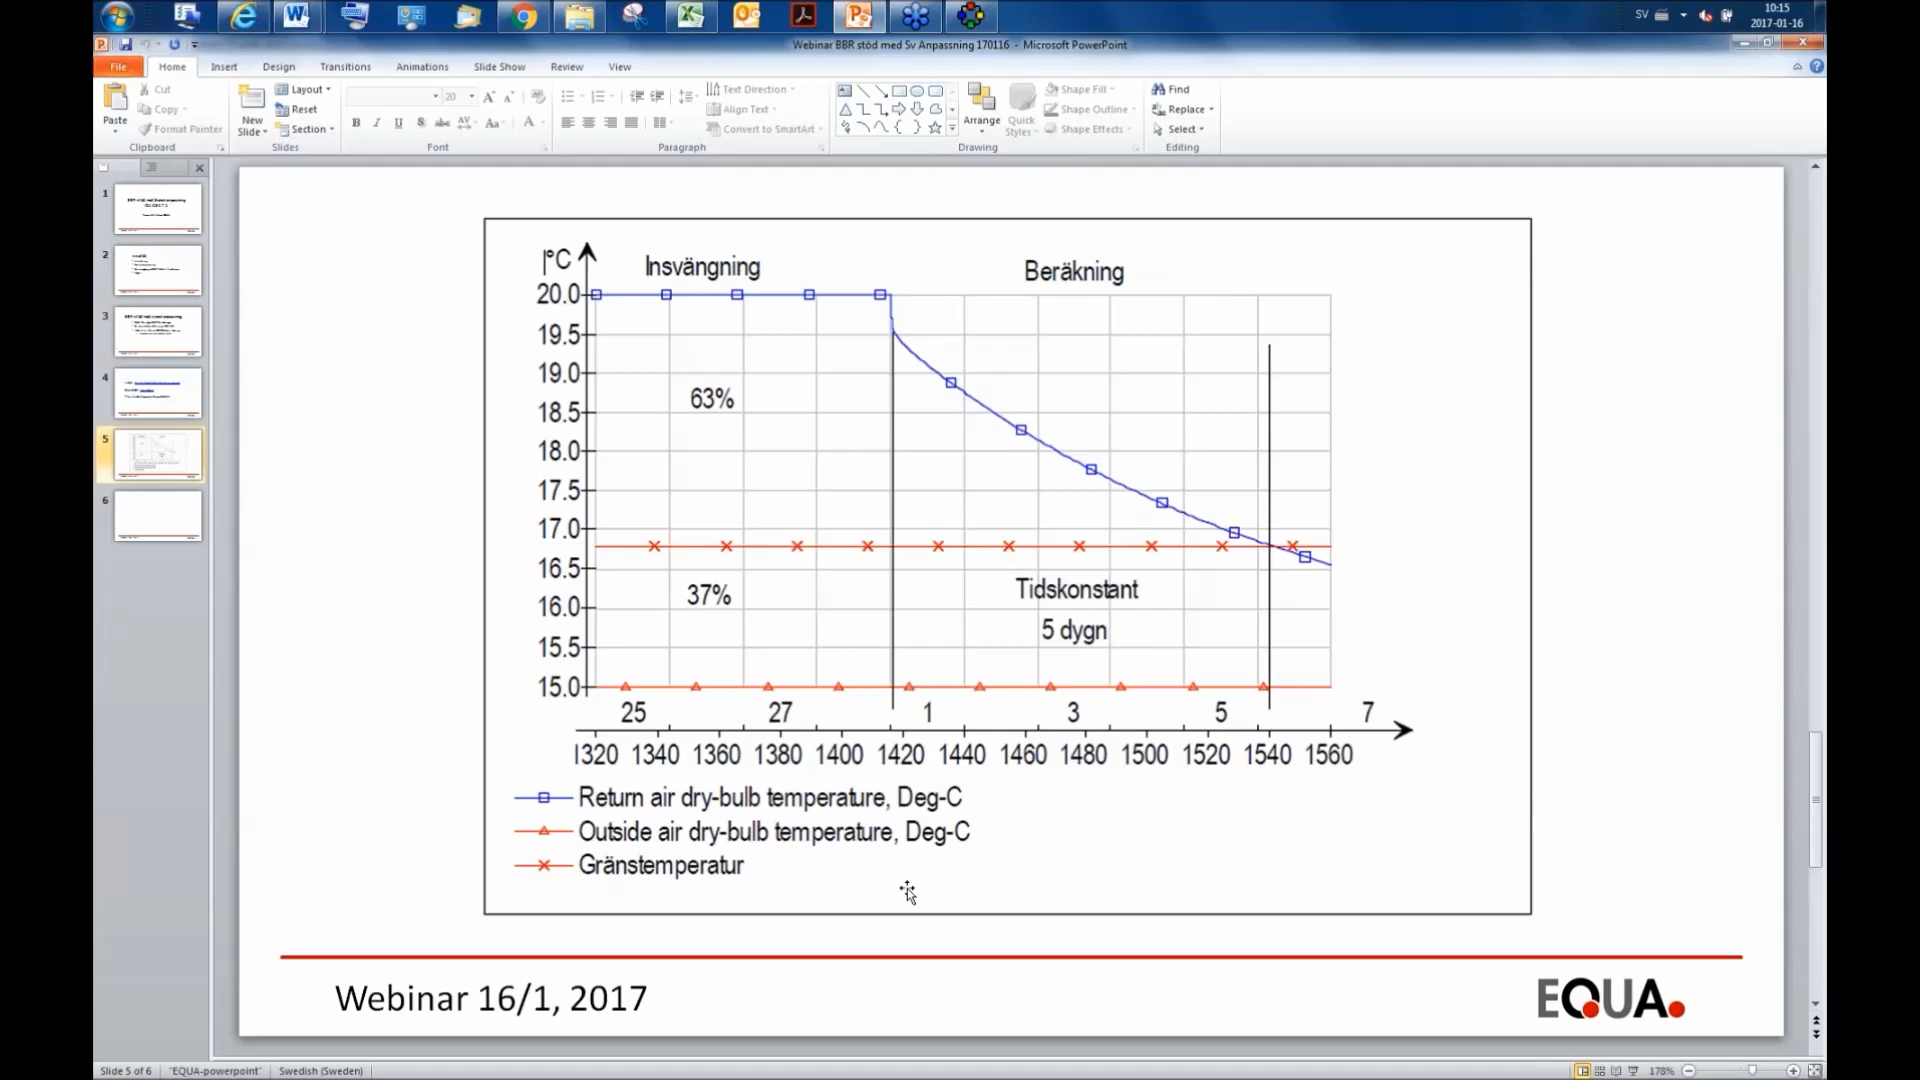 SV
10:15
2017-01-16
Webinar BBR stöd med Sv Anpassning 170116 - Microsoft PowerPoint
File Home Insert Design Transitions Animations Slide Show Review View
Paste
Cut
Copy
Format Painter
Clipboard
New
Slide
Layout
Reset
Section
Slides
20
Font
Text Direction
Align Text
Convert to SmartArt
Paragraph
Arrange
Quick
Styles
Shape Fill
Shape Outline
Shape Effects
Drawing
Find
Replace
Select
Editing
1
2
3
4
5
6
°C
Insvängning
Beräkning
20.0
19.5
19.0
18.5
18.0
17.5
17.0
16.5
16.0
15.5
15.0
63%
37%
Tidskonstant
5 dygn
25 27 1 3 5 7
1320 1340 1360 1380 1400 1420 1440 1460 1480 1500 1520 1540 1560
Return air dry-bulb temperature, Deg-C
Outside air dry-bulb temperature, Deg-C
Gränstemperatur
Webinar 16/1, 2017
EQUA.
Slide 5 of 6 "EQUA-powerpoint" Swedish (Sweden) 178%